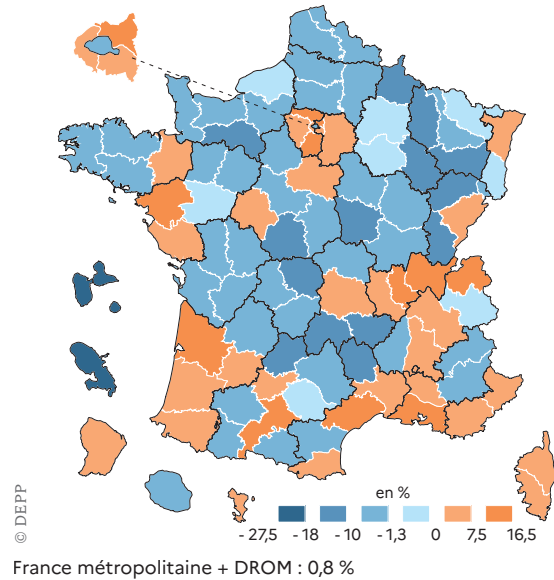 © DEPP
en %
- 27,5 - 18 - 10 - 1,3 0 7,5 16,5
France métropolitaine + DROM : 0,8 %